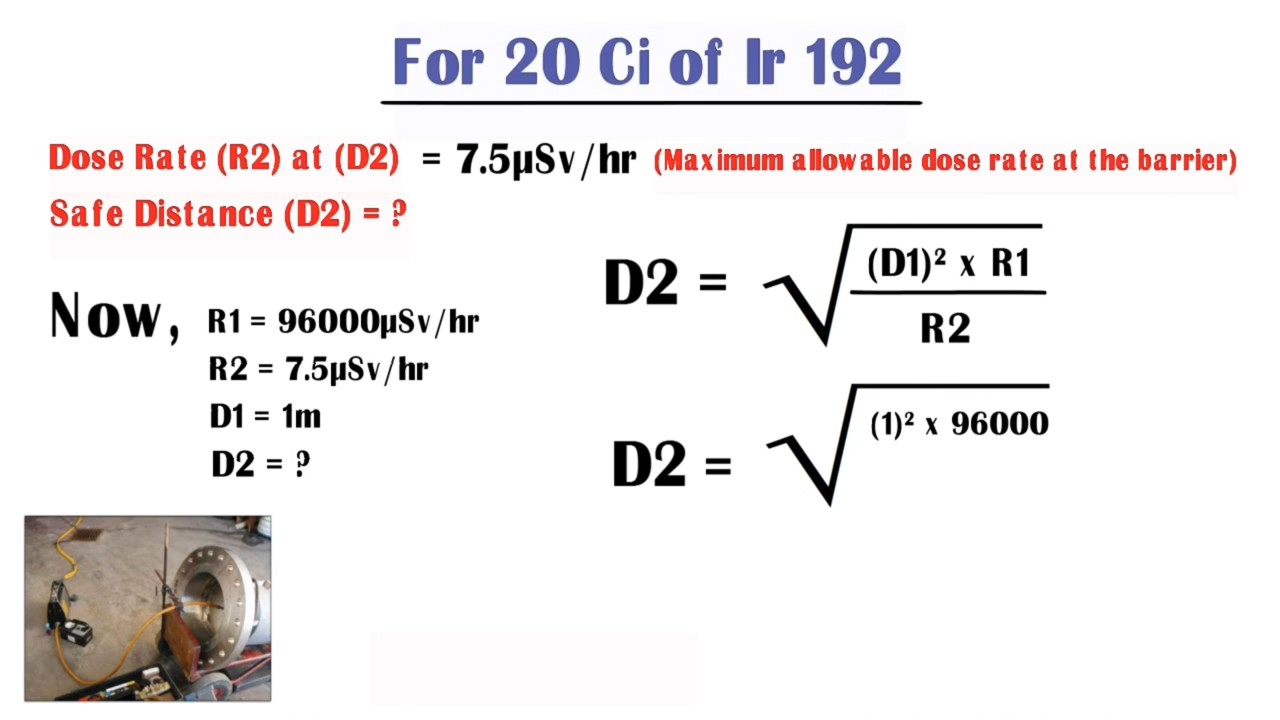 For 20 Ci of Ir 192
Dose Rate (R2) at (D2) = 7.5µSv/hr (Maximum allowable dose rate at the barrier)
Safe Distance (D2) = ?
Now, R1 = 96000µSv/hr
R2 = 7.5µSv/hr
D1 = 1m
D2 = ?
D2 = √ (D1)² x R1
R2
D2 = √ (1)² x 96000